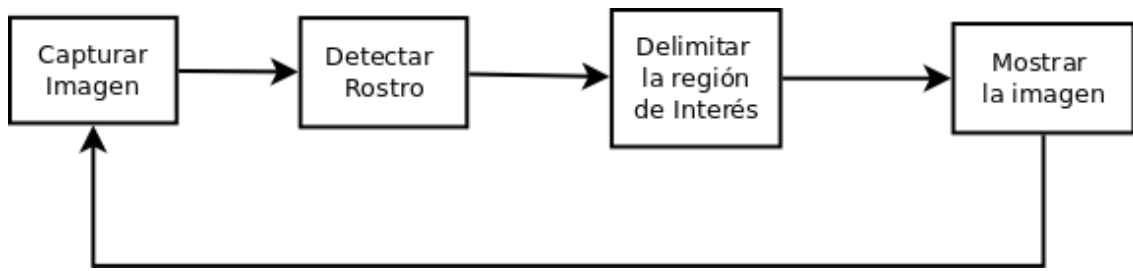 Capturar
Imagen
Detectar
Rostro
Delimitar
la región
de Interés
Mostrar
la imagen